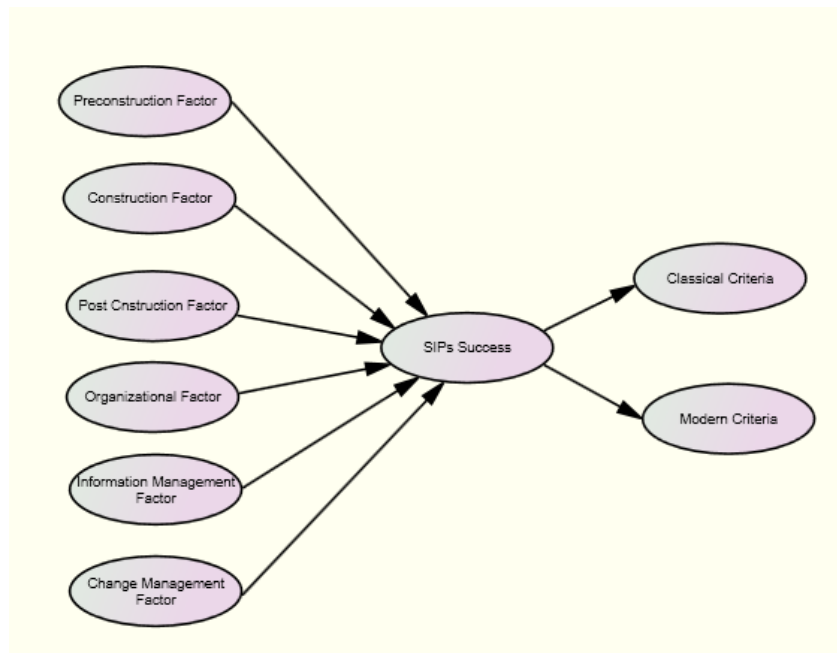 Preconstruction Factor
Construction Factor
Post Cnstruction Factor
Organizational Factor
Information Management
Factor
Change Management
Factor
SIPs Success
Classical Criteria
Modern Criteria